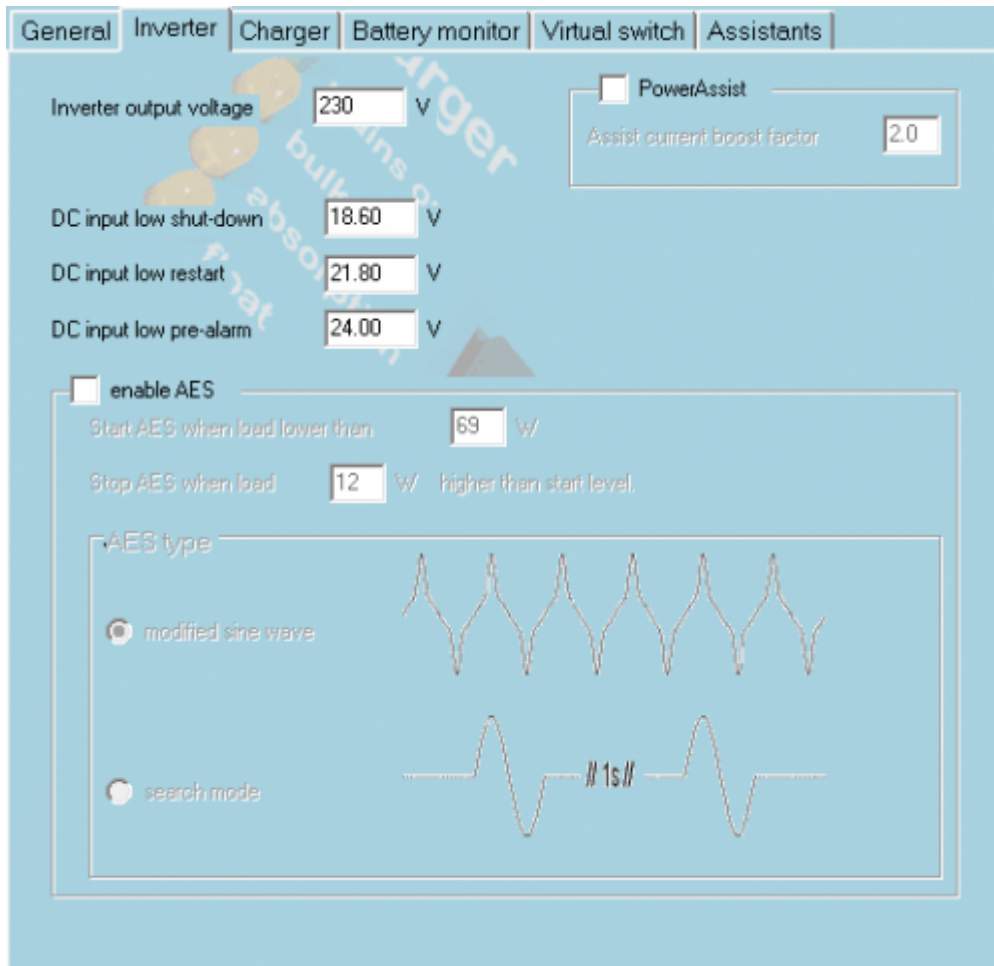 General Inverter Charger Battery monitor Virtual switch Assistants
Inverter output voltage 230 V
PowerAssist
Assist current boost factor 2.0
DC input low shut-down 18.60 V
DC input low restart 21.80 V
DC input low pre-alarm 24.00 V
bulk
absorption
float
enable AES
Start AES when load lower than 69 W
Stop AES when load 12 W higher than start level.
AES type
modified sine wave
search mode
// 1s //